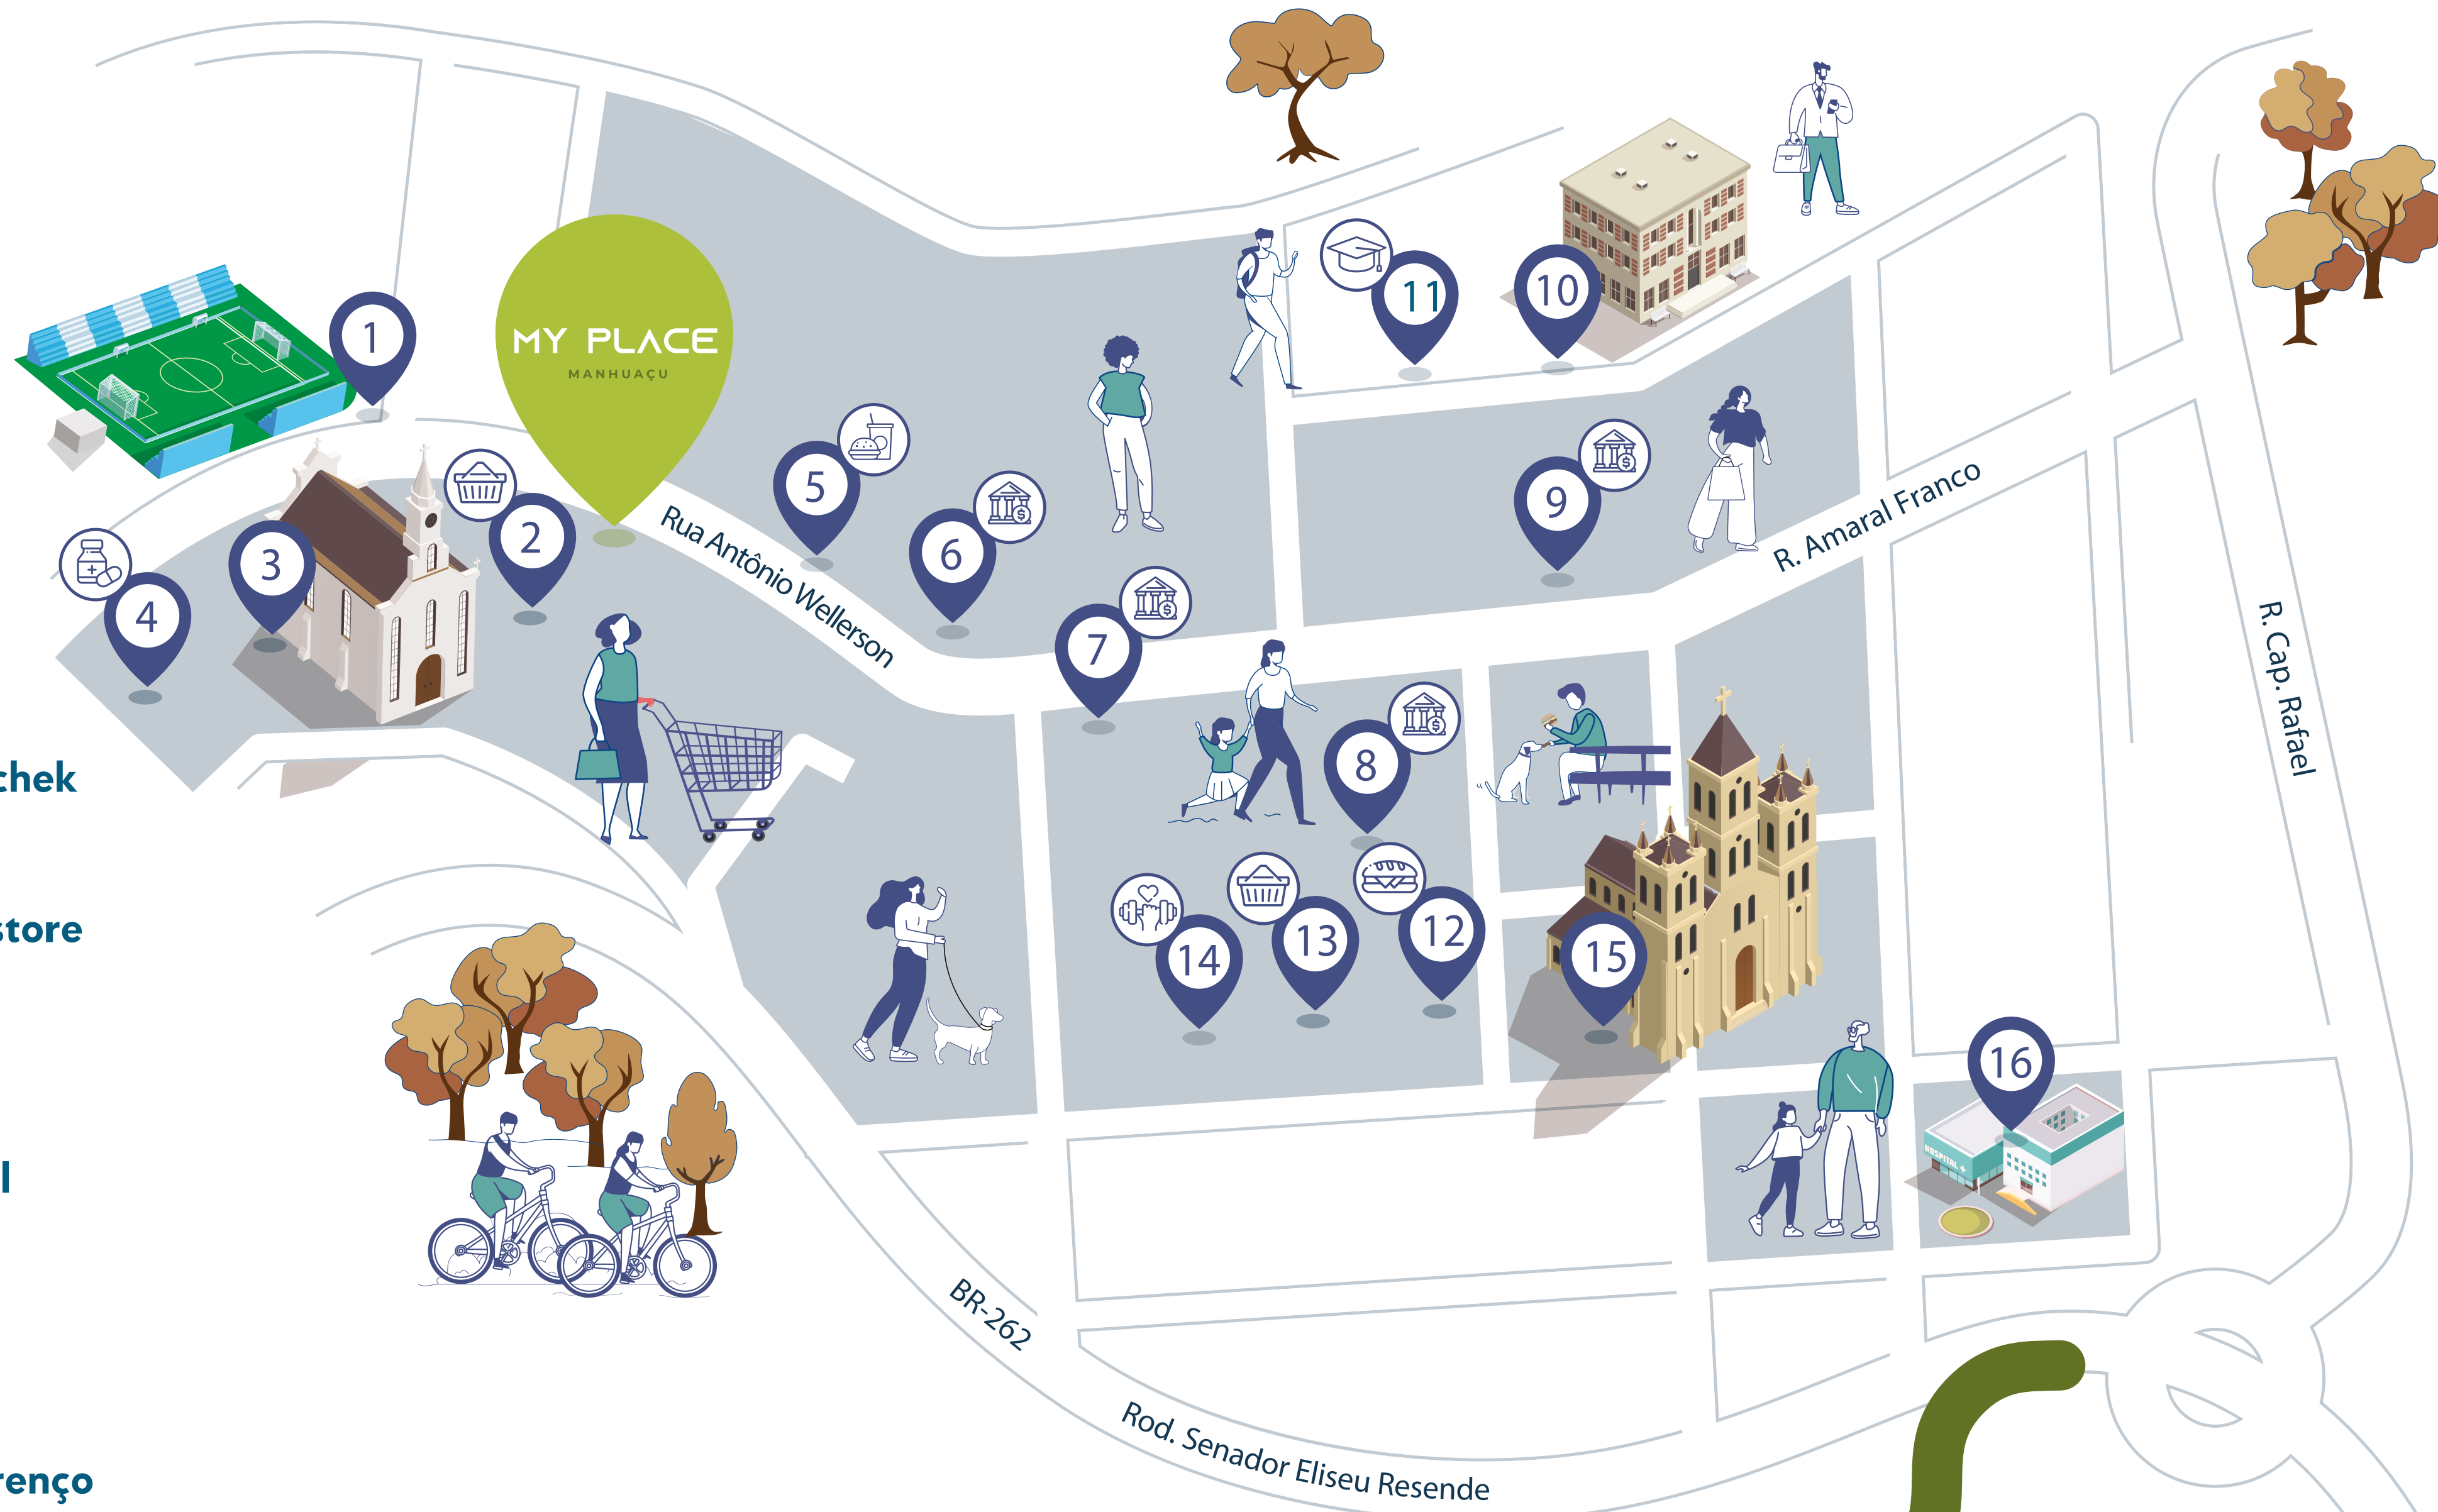 MY PLACE
MANHUAÇU
1
2
3
4
5
6
7
8
9
10
11
12
13
14
15
16
Rua Antônio Wellerson
R. Amaral Franco
R. Cap. Rafael
BR-262
Rod. Senador Eliseu Resende
HOSPITAL +
chek
store
l
renço